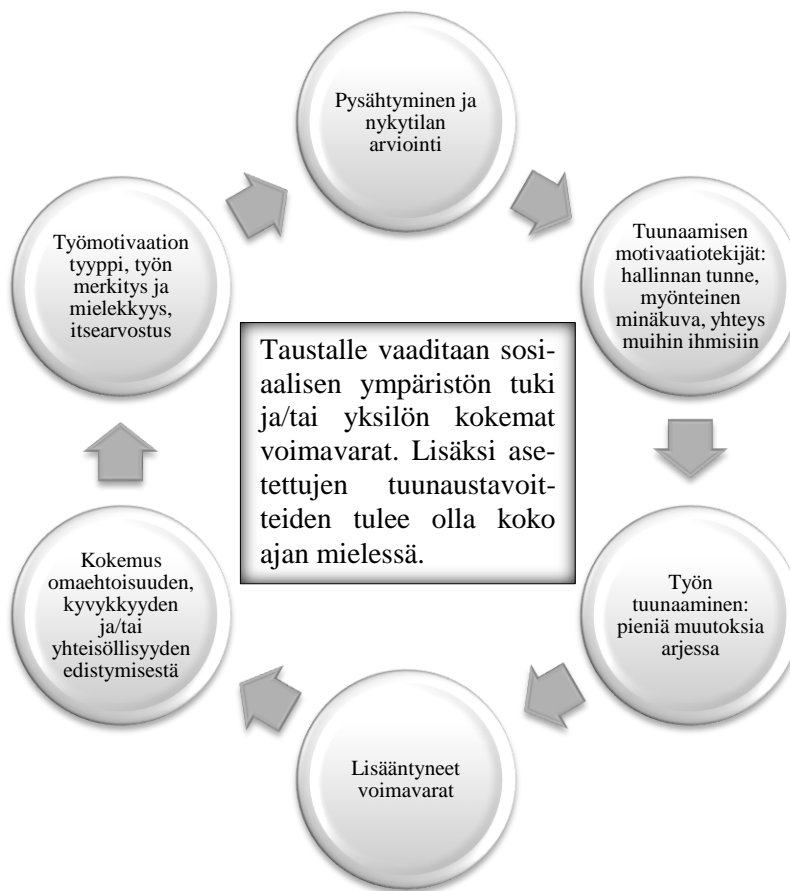 Pysähtyminen ja
nykytilan
arviointi
Tuunaamisen
motivaatiotekijät:
hallinnan tunne,
myönteinen
minäkuva, yhteys
muihin ihmisiin
Työn
tuunaaminen:
pieniä muutoksia
arjessa
Lisääntyneet
voimavarat
Kokemus
omaehtoisuuden,
kyvykkyyden
ja/tai
yhteisöllisyyden
edistymisestä
Työmotivaation
tyyppi, työn
merkitys ja
mielekkyys,
itsearvostus
Taustalle vaaditaan sosi-
aalisen ympäristön tuki
ja/tai yksilön kokemat
voimavarat. Lisäksi ase-
tettujen tuunaustavoit-
teiden tulee olla koko
ajan mielessä.